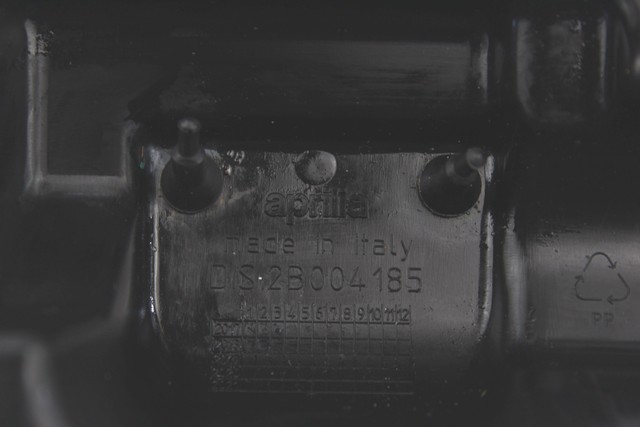 aprilia
made in Italy
DIS.2B004185
1 2 3 4 5 6 7 8 9 10 11 12
PP